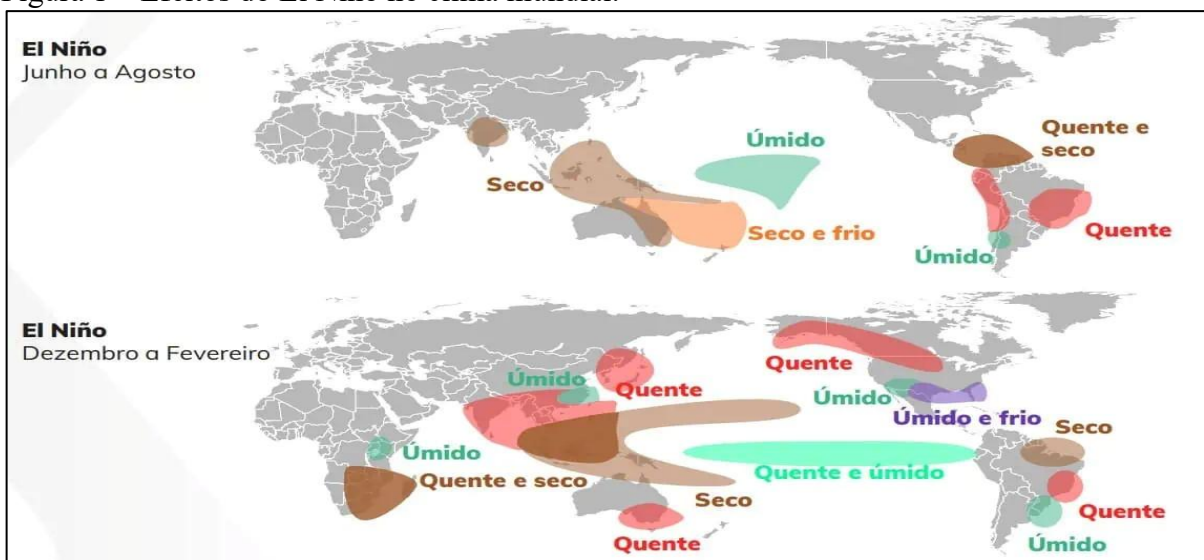 El Niño
Junho a Agosto
Úmido
Quente e
seco
Seco
Seco e frio
Quente
Úmido
El Niño
Dezembro a Fevereiro
Quente
Úmido
Quente
Úmido
Úmido e frio
Seco
Úmido
Quente e seco
Quente e úmido
Seco
Quente
Quente
Úmido